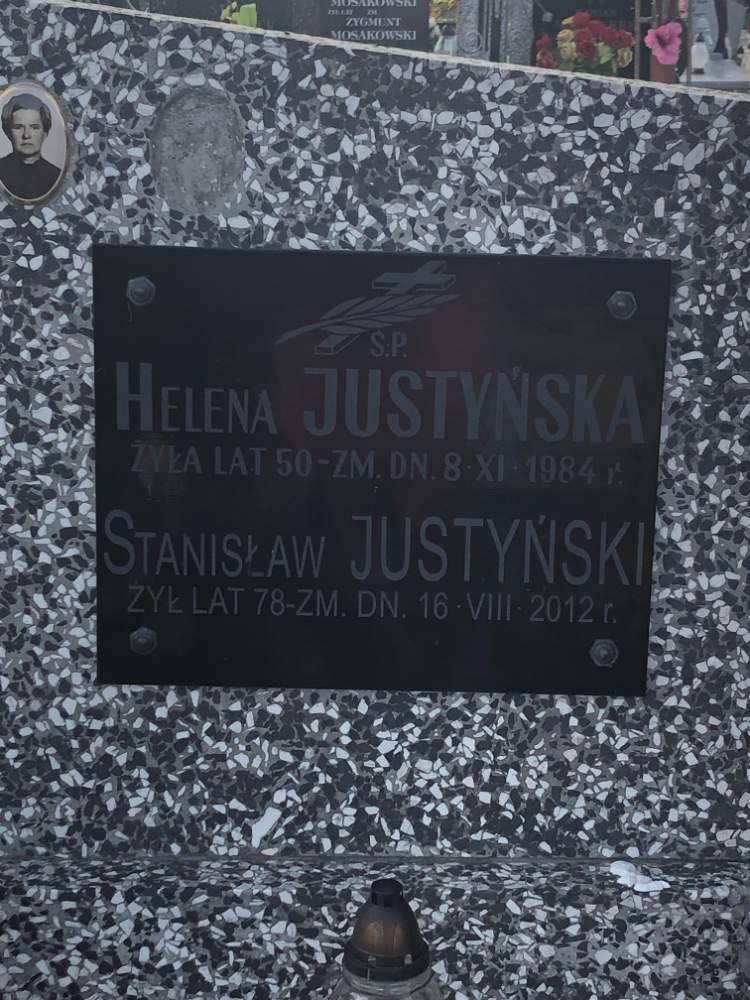 MOSAKOWSKI
ZYGMUNT
MOSAKOWSKI
Ś.P.
HELENA JUSTYŃSKA
ŻYŁA LAT 50-ZM. DN. 8·XI·1984 r.
STANISŁAW JUSTYŃSKI
ŻYŁ LAT 78-ZM. DN. 16·VIII·2012 r.